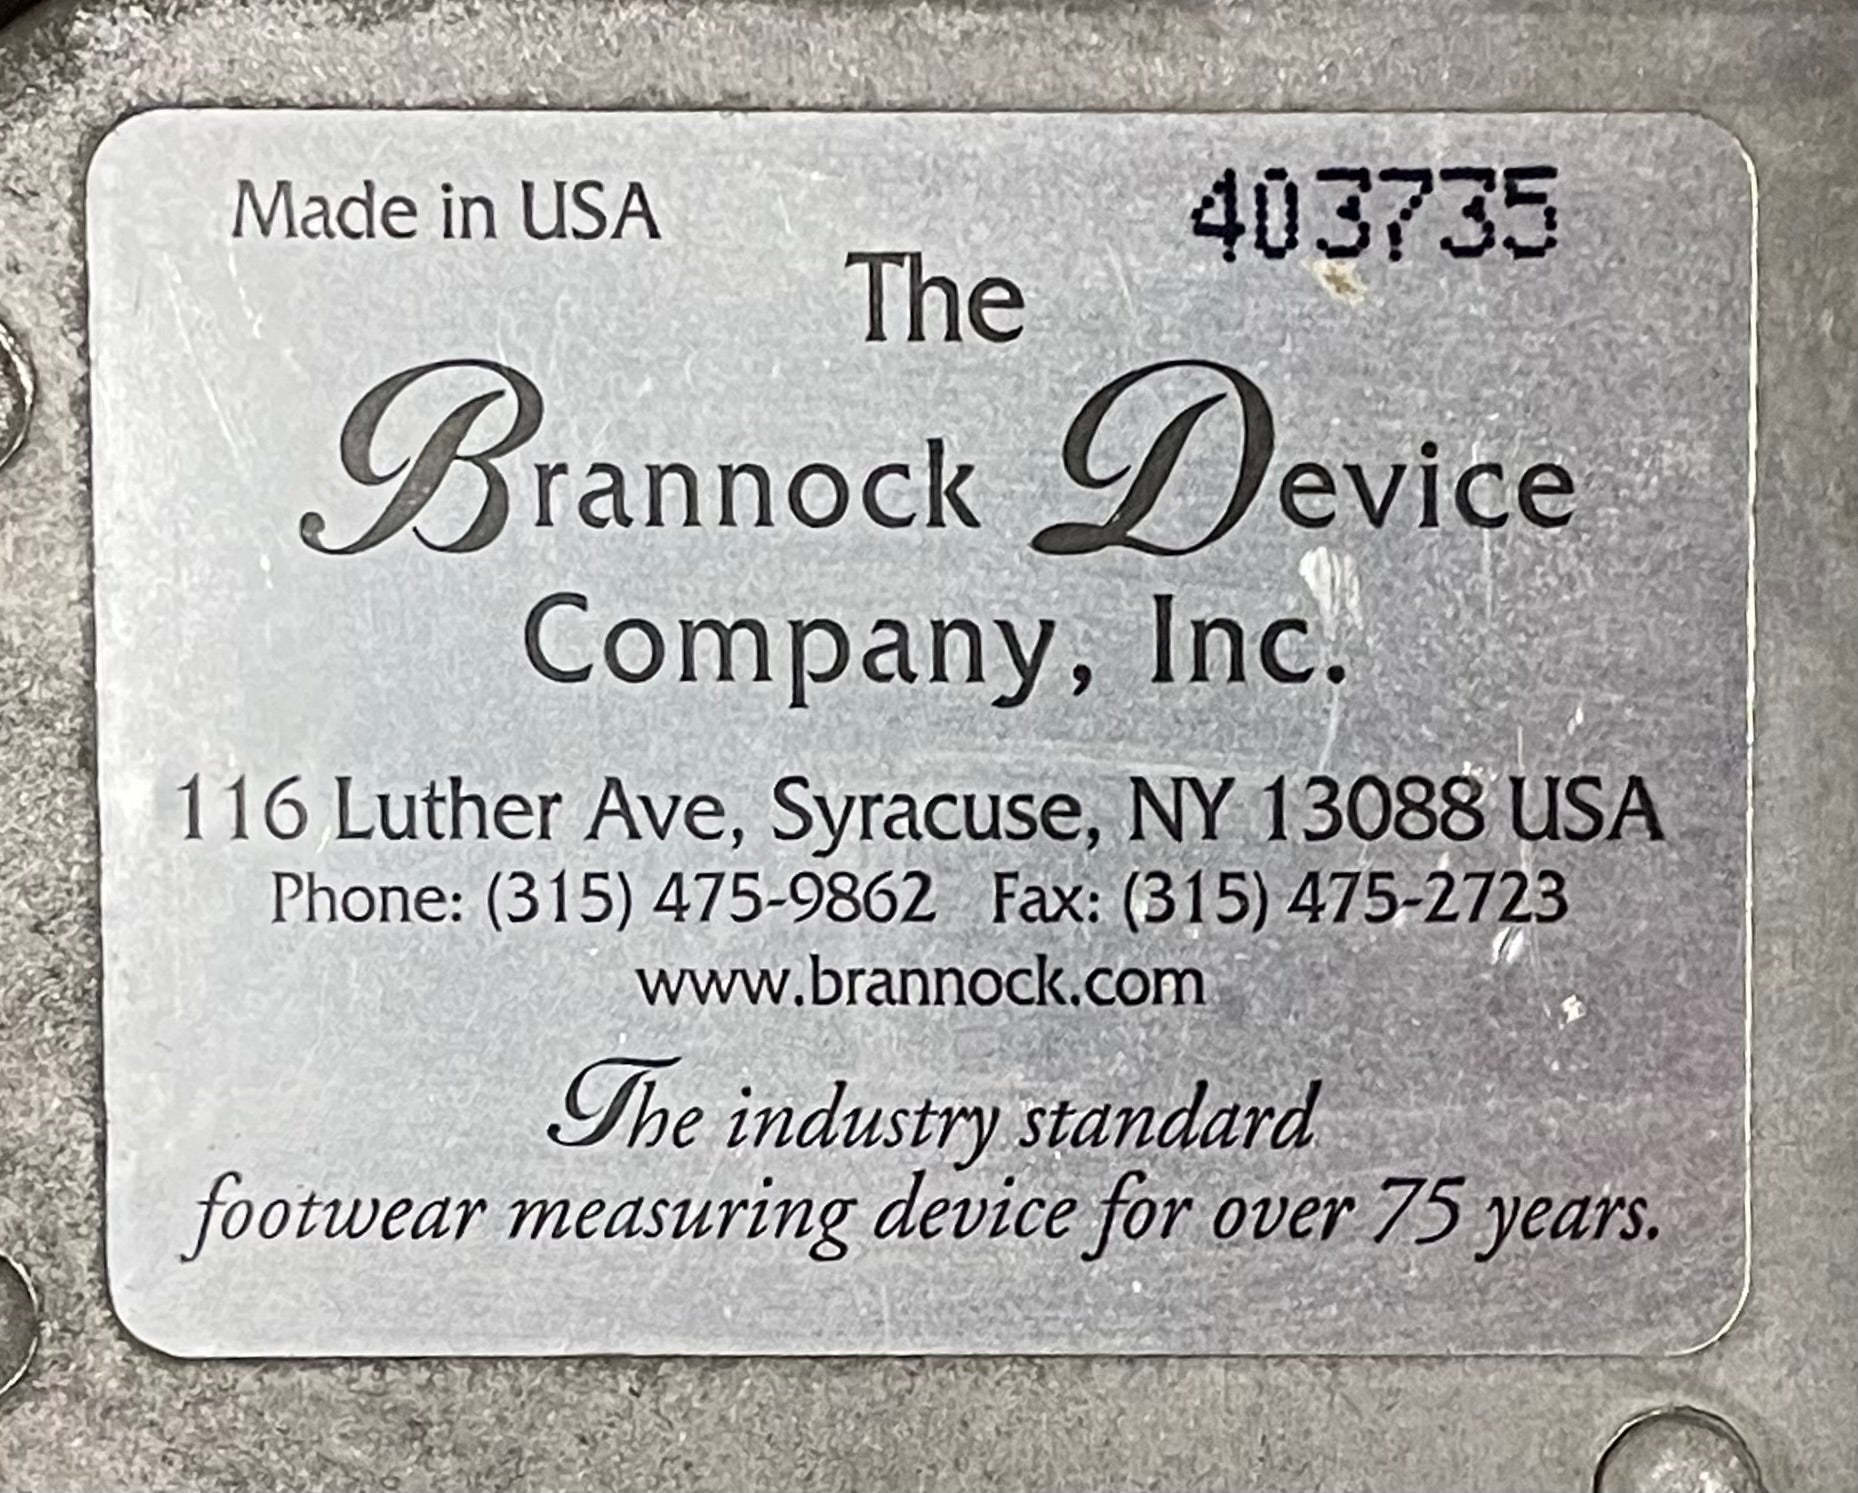 Made in USA 403735
The
Brannock Device
Company, Inc.
116 Luther Ave, Syracuse, NY 13088 USA
Phone: (315) 475-9862 Fax: (315) 475-2723
www.brannock.com
The industry standard
footwear measuring device for over 75 years.